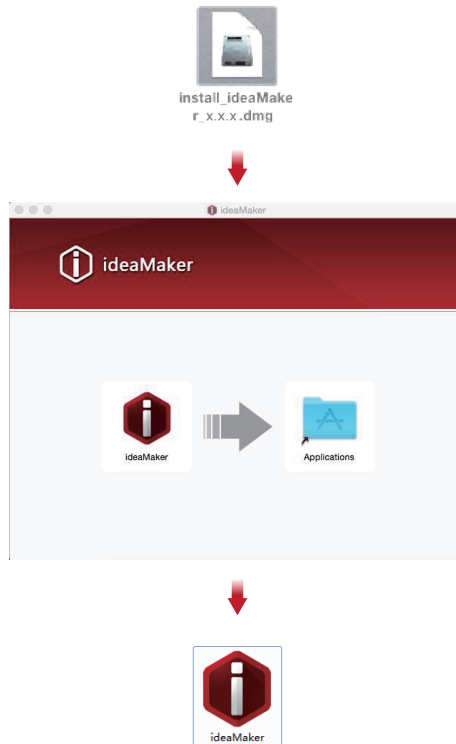 install_ideaMake
r_x.x.x.dmg
ideaMaker
ideaMaker
ideaMaker
Applications
ideaMaker